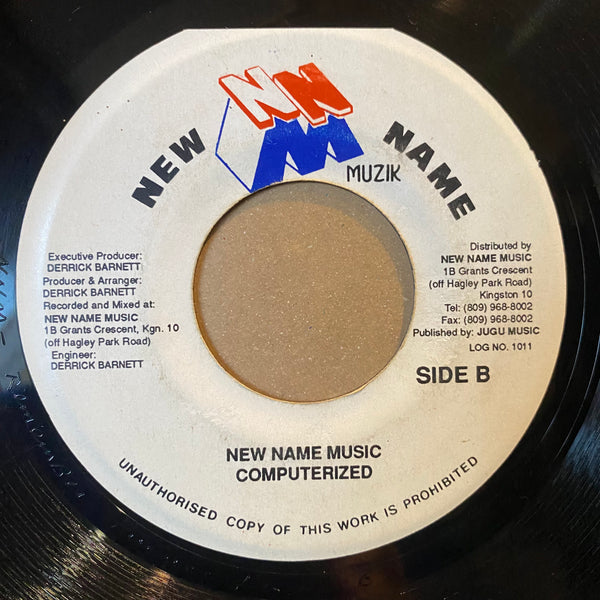 NNM
NEW NAME
MUZIK
Executive Producer:
DERRICK BARNETT
Producer & Arranger:
DERRICK BARNETT
Recorded and Mixed at:
NEW NAME MUSIC
1B Grants Crescent, Kgn. 10
(off Hagley Park Road)
Engineer:
DERRICK BARNETT
Distributed by
NEW NAME MUSIC
1B Grants Crescent
(off Hagley Park Road)
Kingston 10
Tel: (809) 968-8002
Fax: (809) 968-8002
Published by: JUGU MUSIC
LOG NO. 1011
SIDE B
NEW NAME MUSIC
COMPUTERIZED
UNAUTHORISED COPY OF THIS WORK IS PROHIBITED